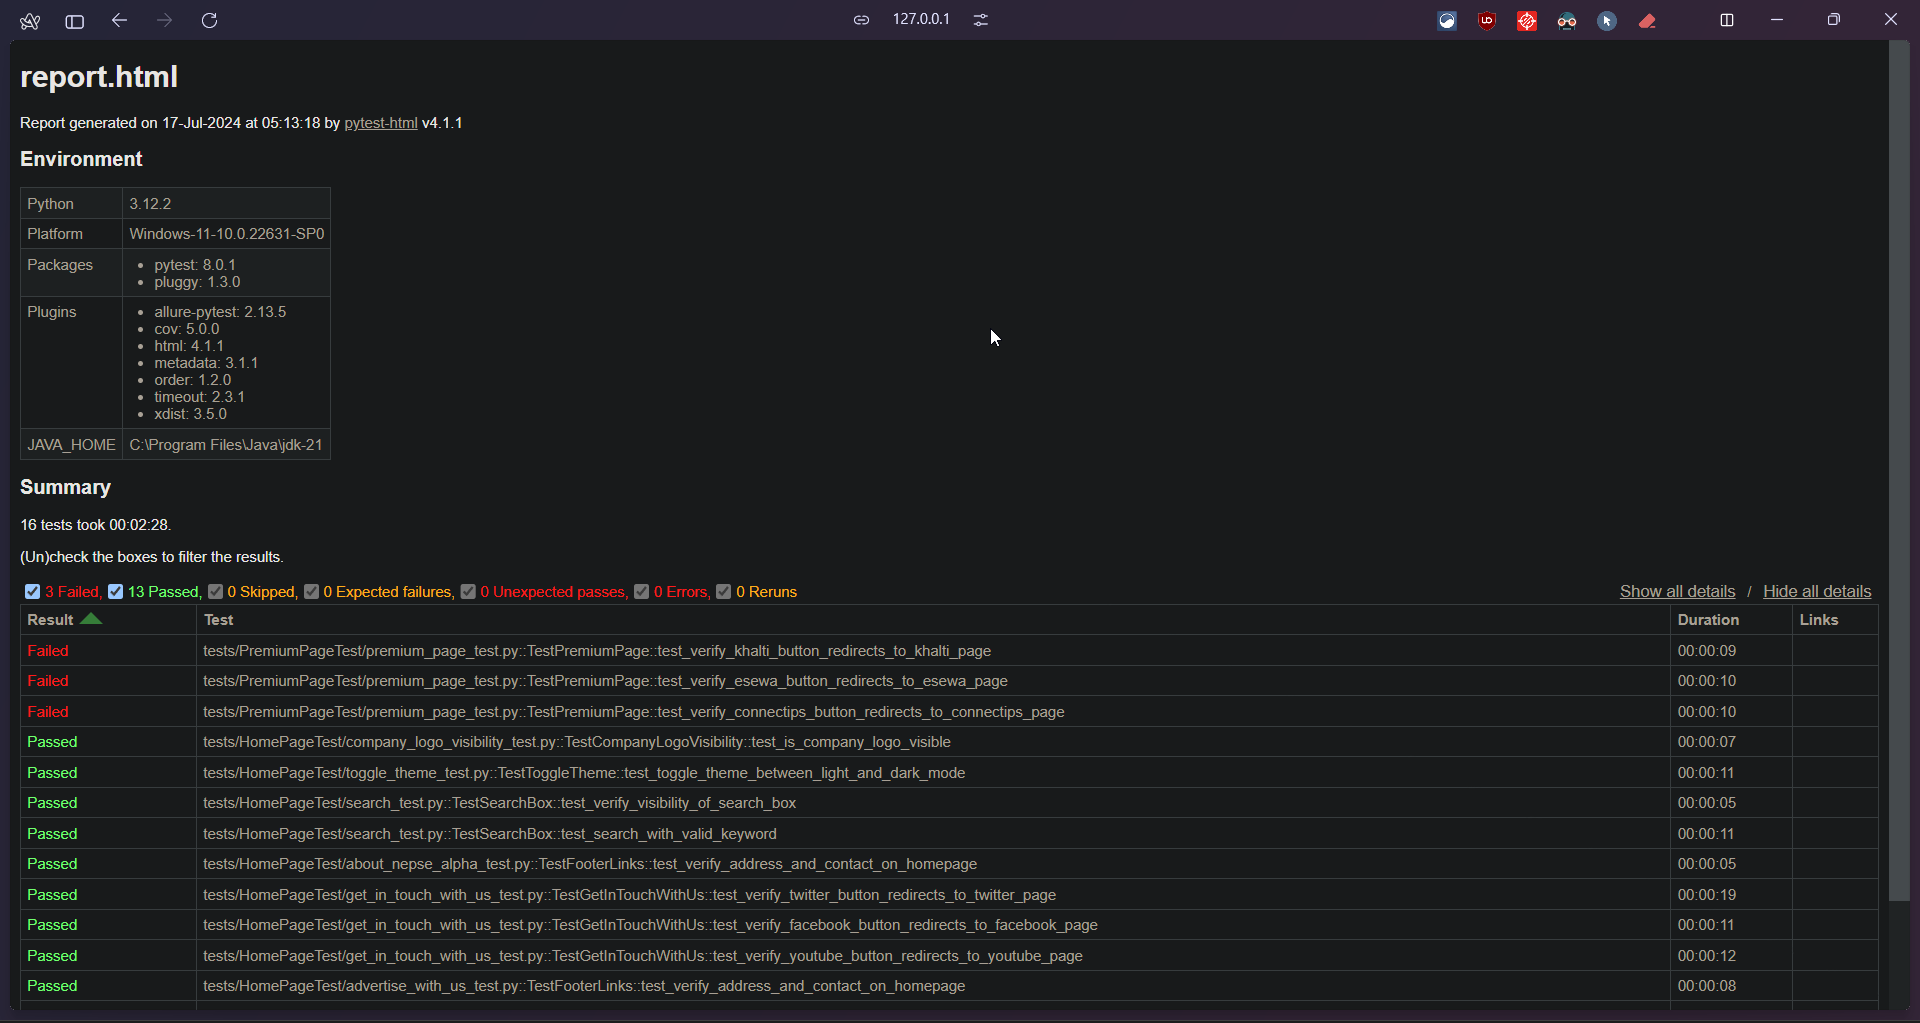 127.0.0.1
report.html
Report generated on 17-Jul-2024 at 05:13:18 by pytest-html v4.1.1
Environment
Python 3.12.2
Platform Windows-11-10.0.22631-SP0
Packages
• pytest: 8.0.1
• pluggy: 1.3.0
Plugins
• allure-pytest: 2.13.5
• cov: 5.0.0
• html: 4.1.1
• metadata: 3.1.1
• order: 1.2.0
• timeout: 2.3.1
• xdist: 3.5.0
JAVA_HOME C:\Program Files\Java\jdk-21
Summary
16 tests took 00:02:28.
(Un)check the boxes to filter the results.
3 Failed, 13 Passed, 0 Skipped, 0 Expected failures, 0 Unexpected passes, 0 Errors, 0 Reruns Show all details / Hide all details
Result Test Duration Links
Failed tests/PremiumPageTest/premium_page_test.py::TestPremiumPage::test_verify_khalti_button_redirects_to_khalti_page 00:00:09
Failed tests/PremiumPageTest/premium_page_test.py::TestPremiumPage::test_verify_esewa_button_redirects_to_esewa_page 00:00:10
Failed tests/PremiumPageTest/premium_page_test.py::TestPremiumPage::test_verify_connectips_button_redirects_to_connectips_page 00:00:10
Passed tests/HomePageTest/company_logo_visibility_test.py::TestCompanyLogoVisibility::test_is_company_logo_visible 00:00:07
Passed tests/HomePageTest/toggle_theme_test.py::TestToggleTheme::test_toggle_theme_between_light_and_dark_mode 00:00:11
Passed tests/HomePageTest/search_test.py::TestSearchBox::test_verify_visibility_of_search_box 00:00:05
Passed tests/HomePageTest/search_test.py::TestSearchBox::test_search_with_valid_keyword 00:00:11
Passed tests/HomePageTest/about_nepse_alpha_test.py::TestFooterLinks::test_verify_address_and_contact_on_homepage 00:00:05
Passed tests/HomePageTest/get_in_touch_with_us_test.py::TestGetInTouchWithUs::test_verify_twitter_button_redirects_to_twitter_page 00:00:19
Passed tests/HomePageTest/get_in_touch_with_us_test.py::TestGetInTouchWithUs::test_verify_facebook_button_redirects_to_facebook_page 00:00:11
Passed tests/HomePageTest/get_in_touch_with_us_test.py::TestGetInTouchWithUs::test_verify_youtube_button_redirects_to_youtube_page 00:00:12
Passed tests/HomePageTest/advertise_with_us_test.py::TestFooterLinks::test_verify_address_and_contact_on_homepage 00:00:08